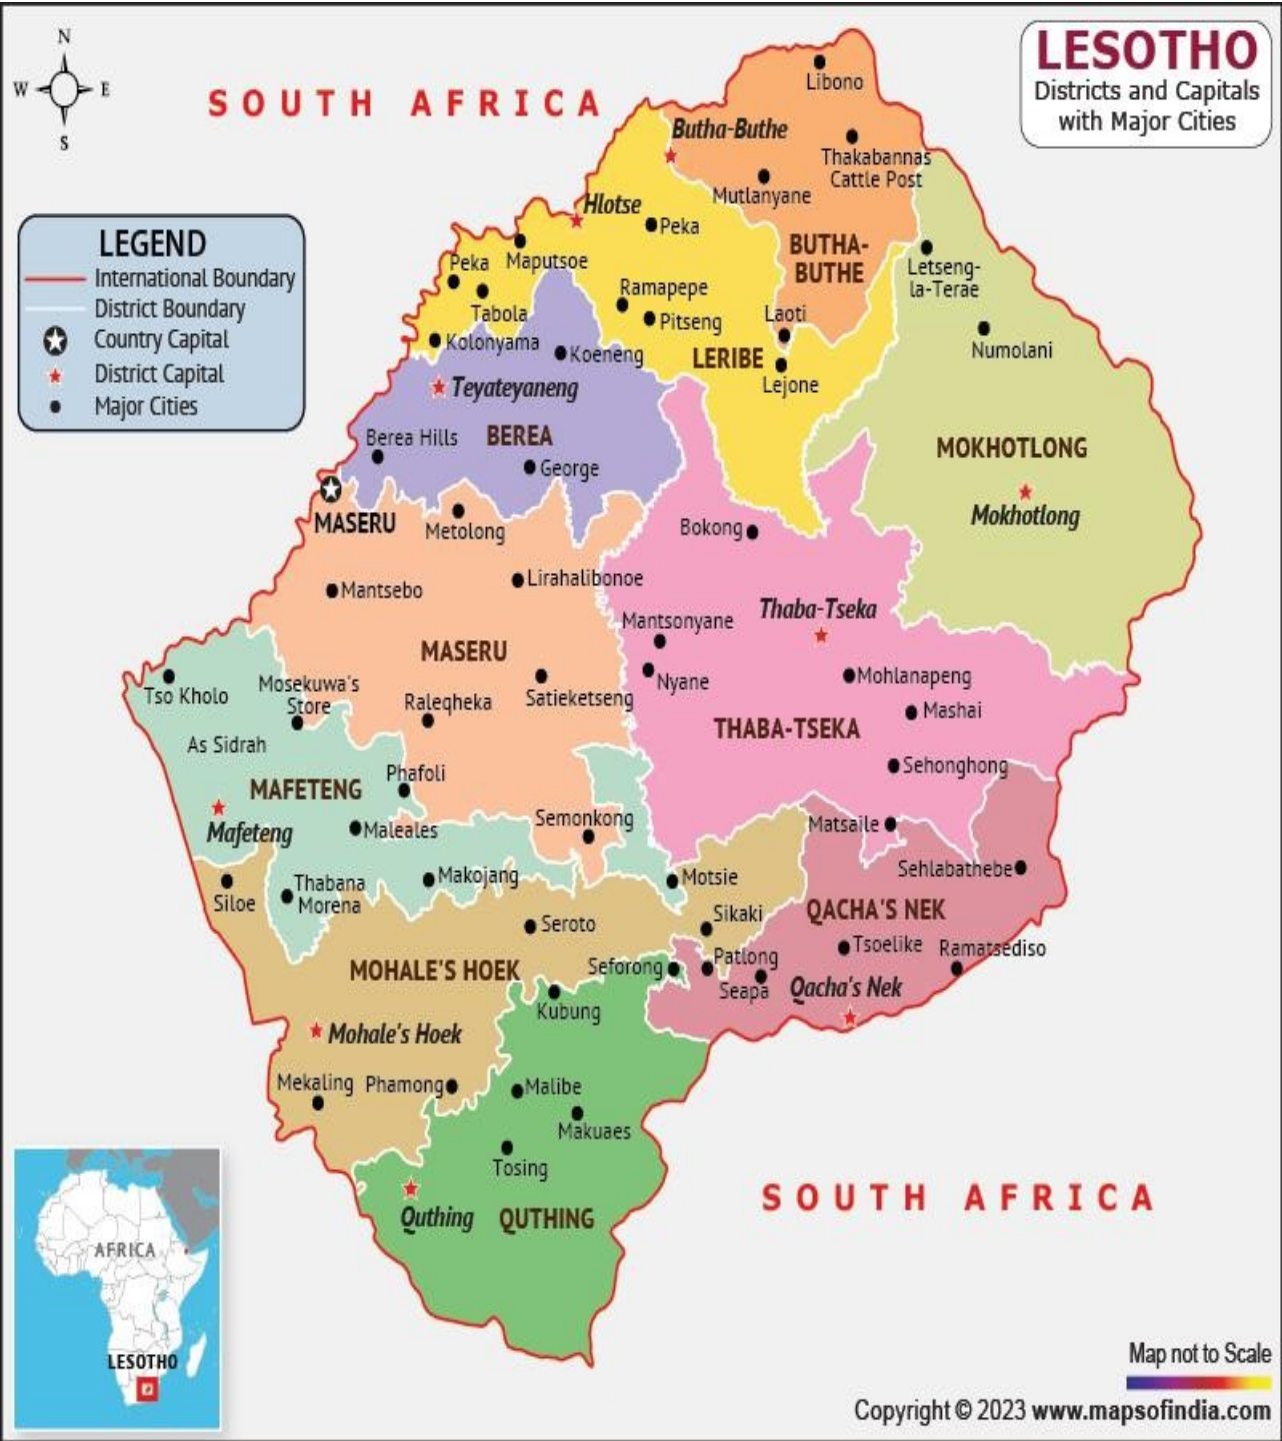 N
W
E
S
SOUTH AFRICA
LESOTHO
Districts and Capitals
with Major Cities
LEGEND
International Boundary
District Boundary
Country Capital
District Capital
Major Cities
Libono
Butha-Buthe
Thakabannas
Cattle Post
Mutlanyane
Hlotse
Peka
BUTHA-
BUTHE
Maputsoe
Peka
Letseng-
la-Terae
Ramapepe
Tabola
Laoti
Pitseng
Kolonyama
Koeneng
LERIBE
Numolani
Lejone
Teyateyaneng
Berea Hills
BEREA
George
MOKHOTLONG
Mokhotlong
MASERU
Metolong
Bokong
Lirahalibonoe
Mantsebo
Thaba-Tseka
Mantsonyane
MASERU
Mohlanapeng
Nyane
Tso Kholo
Mosekuwa's
Store
Raleqheka
Satieketseng
Mashai
THABA-TSEKA
As Sidrah
Sehonghong
Phafoli
MAFETENG
Semonkong
Matsaile
Mafeteng
Maleales
Sehlabathebe
Makojang
Motsie
Thabana
Morena
Siloe
QACHA'S NEK
Sikaki
Seroto
Tsoelike
Ramatsediso
Patlong
MOHALE'S HOEK
Seforong
Seapa
Qacha's Nek
Kubung
Mohale's Hoek
Mekaling
Phamong
Malibe
Makuaes
Tosing
Quthing
QUTHING
SOUTH AFRICA
AFRICA
LESOTHO
Map not to Scale
Copyright © 2023 www.mapsofindia.com